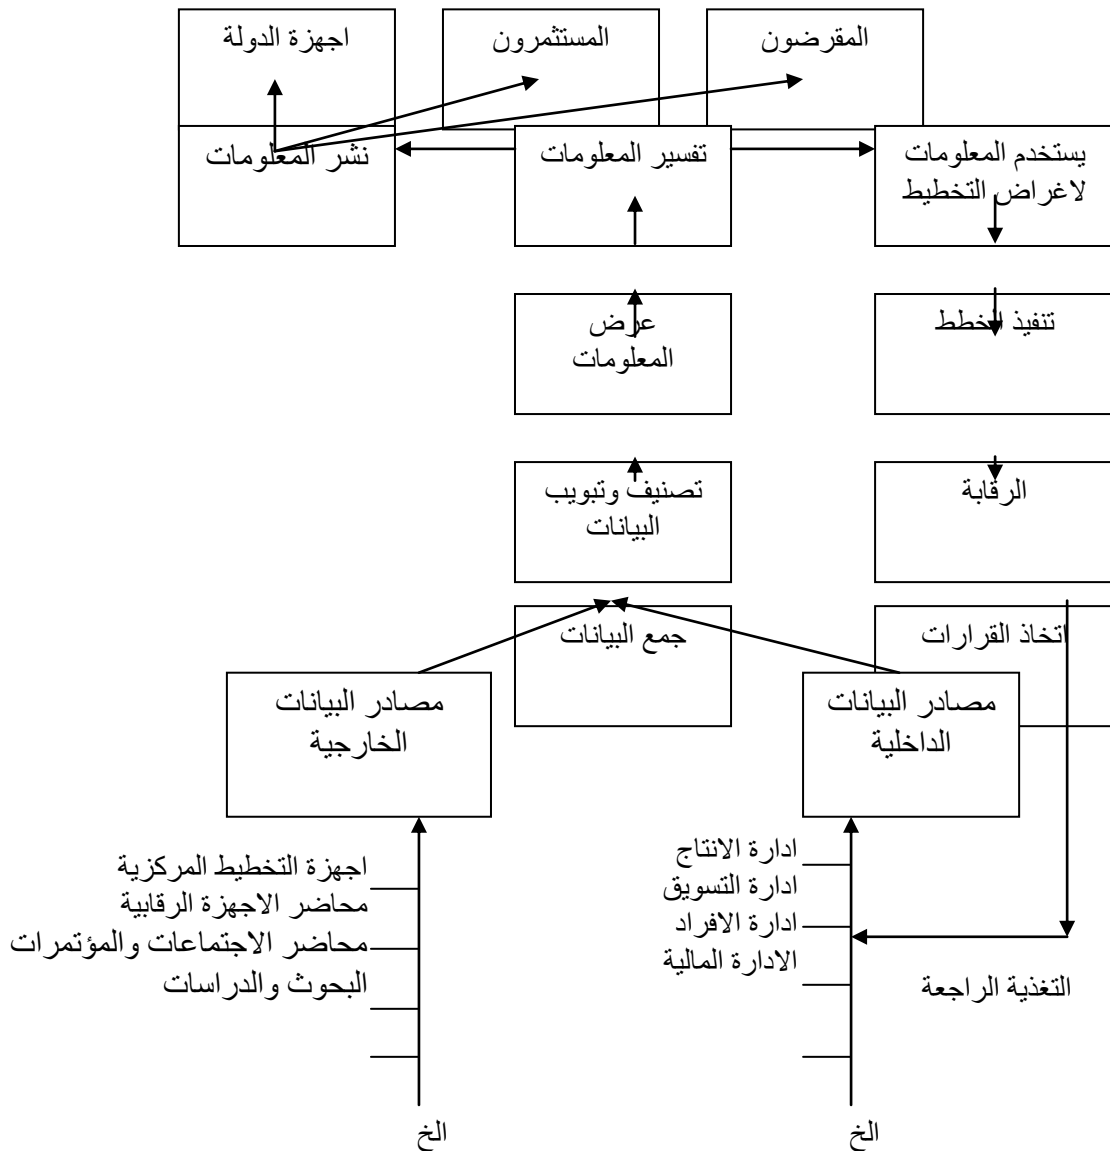 المقرضون
المستثمرون
اجهزة الدولة
يستخدم المعلومات
لاغراض التخطيط
تفسير المعلومات
نشر المعلومات
تنفيذ الخطط
عرض
المعلومات
الرقابة
تصنيف وتبويب
البيانات
اتخاذ القرارات
جمع البيانات
مصادر البيانات
الداخلية
مصادر البيانات
الخارجية
ادارة الانتاج
ادارة التسويق
ادارة الافراد
الادارة المالية
اجهزة التخطيط المركزية
محاضر الاجهزة الرقابية
محاضر الاجتماعات والمؤتمرات
البحوث والدراسات
التغذية الراجعة
الخ
الخ